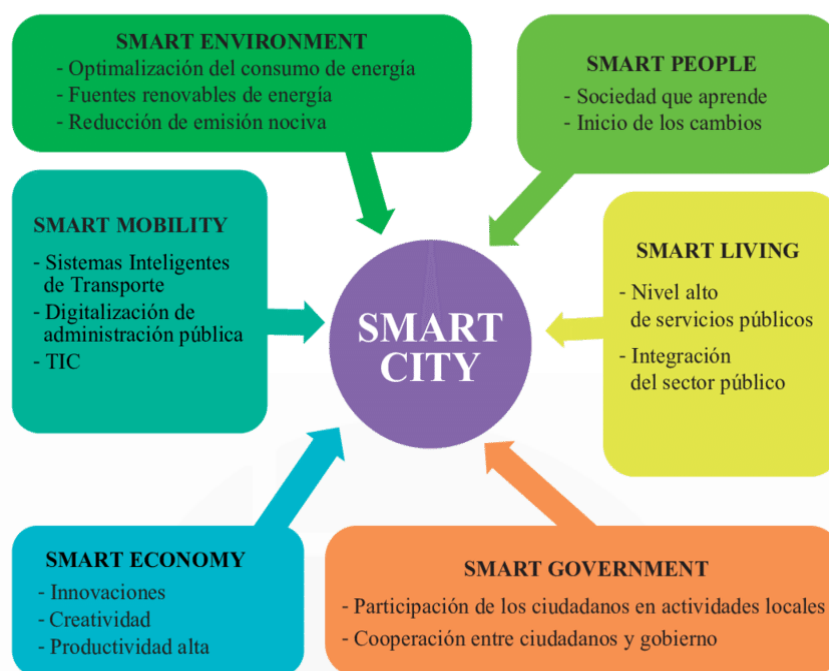 SMART ENVIRONMENT
- Optimalización del consumo de energía
- Fuentes renovables de energía
- Reducción de emisión nociva
SMART PEOPLE
- Sociedad que aprende
- Inicio de los cambios
SMART MOBILITY
- Sistemas Inteligentes
de Transporte
- Digitalización de
administración pública
- TIC
SMART
CITY
SMART LIVING
- Nivel alto
de servicios públicos
- Integración
del sector público
SMART ECONOMY
- Innovaciones
- Creatividad
- Productividad alta
SMART GOVERNMENT
- Participación de los ciudadanos en actividades locales
- Cooperación entre ciudadanos y gobierno